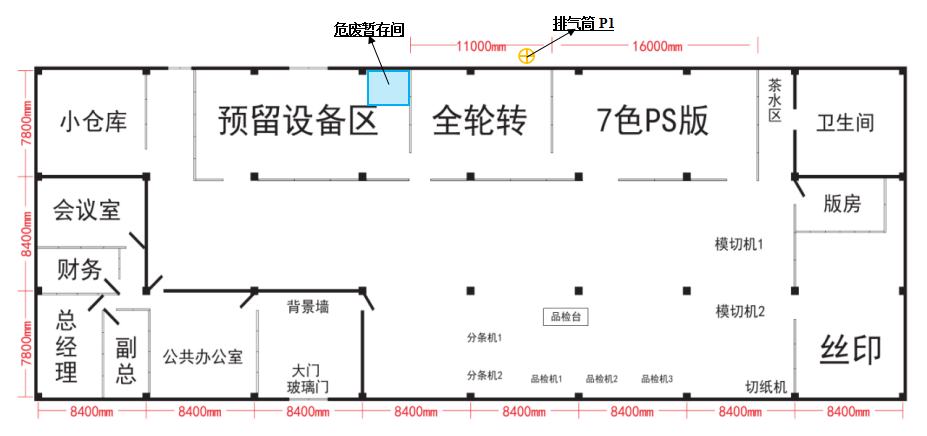 危废暂存间
排气筒 P1
11000mm
16000mm
小仓库
预留设备区
全轮转
7色PS版
茶水区
卫生间
7800mm
会议室
版房
8400mm
模切机1
财务
背景墙
模切机2
品检台
总经理
副总
公共办公室
分条机1
丝印
7800mm
大门
玻璃门
分条机2
品检机1
品检机2
品检机3
切纸机
8400mm
8400mm
8400mm
8400mm
8400mm
8400mm
8400mm
8400mm